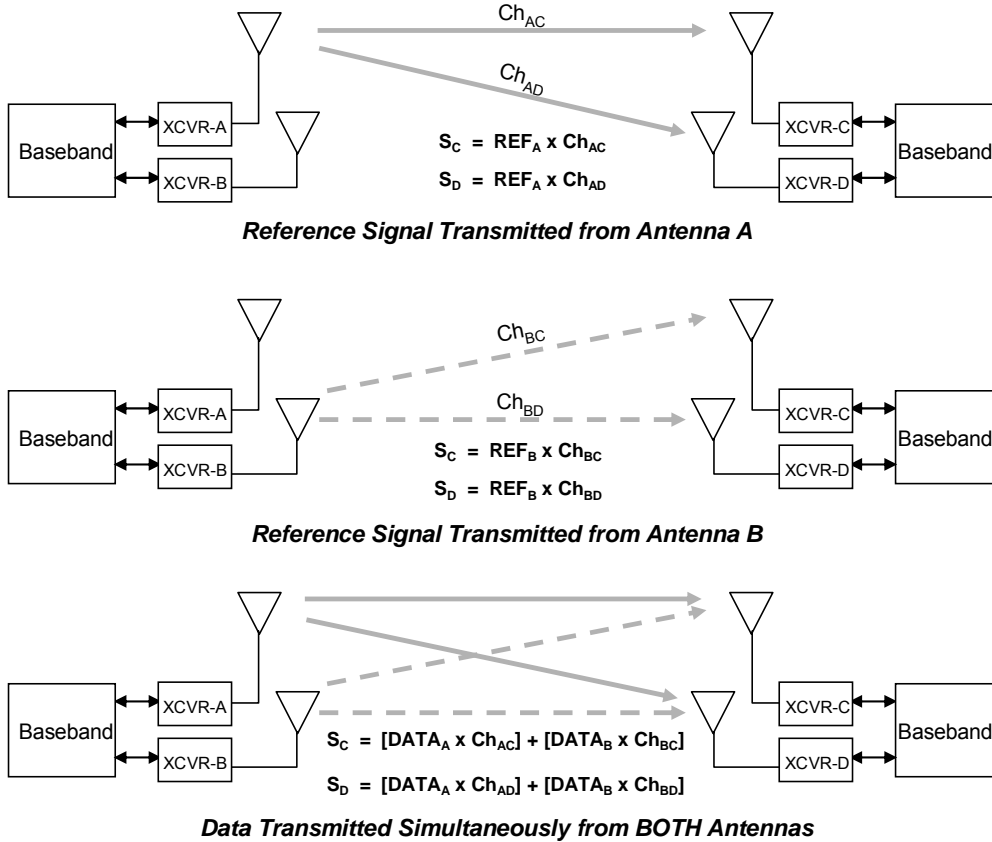 Ch_AC
Ch_AD
Baseband
XCVR-A
XCVR-B
S_C = REF_A x Ch_AC
S_D = REF_A x Ch_AD
XCVR-C
XCVR-D
Baseband
Reference Signal Transmitted from Antenna A
Ch_BC
Ch_BD
Baseband
XCVR-A
XCVR-B
S_C = REF_B x Ch_BC
S_D = REF_B x Ch_BD
XCVR-C
XCVR-D
Baseband
Reference Signal Transmitted from Antenna B
Baseband
XCVR-A
XCVR-B
S_C = [DATA_A x Ch_AC] + [DATA_B x Ch_BC]
S_D = [DATA_A x Ch_AD] + [DATA_B x Ch_BD]
XCVR-C
XCVR-D
Baseband
Data Transmitted Simultaneously from BOTH Antennas